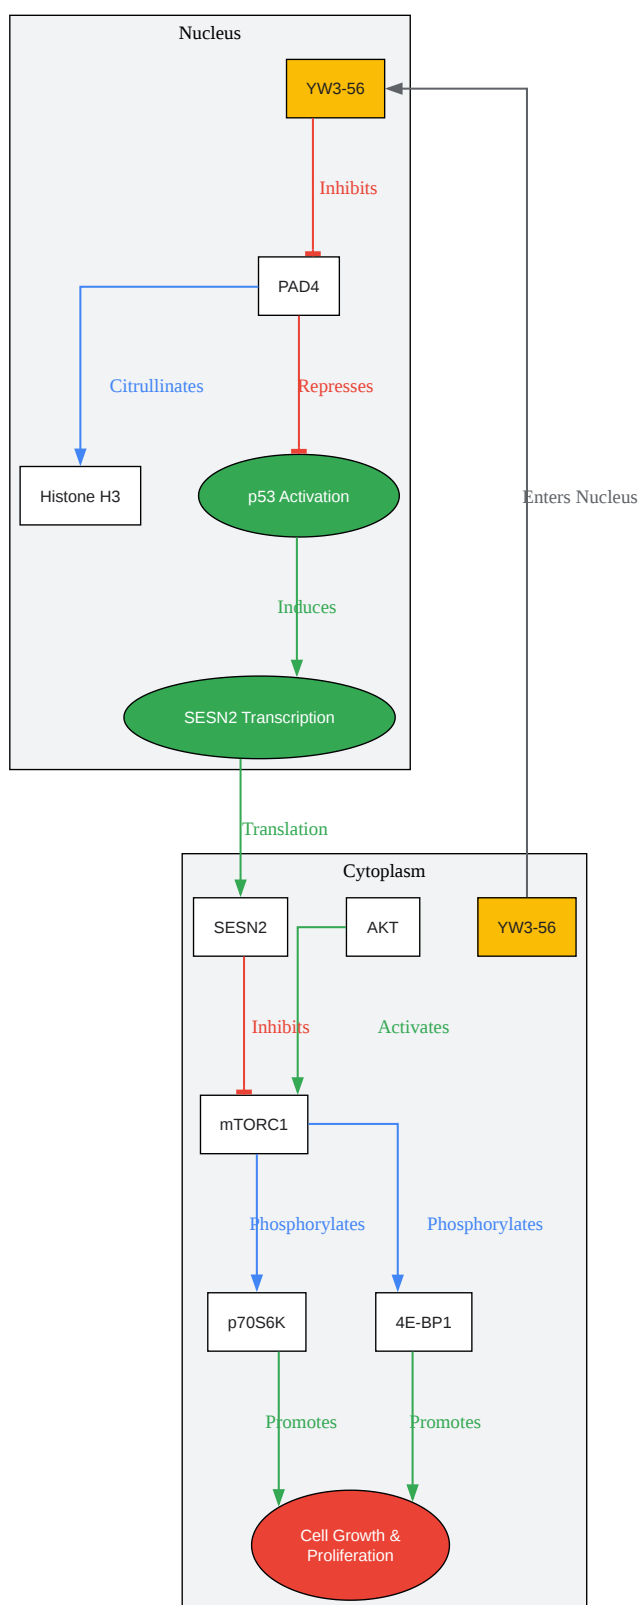 Nucleus
YW3-56
Inhibits
PAD4
Citrullinates
Represses
Histone H3
p53 Activation
Enters Nucleus
Induces
SESN2 Transcription
Translation
Cytoplasm
SESN2
AKT
YW3-56
Inhibits
Activates
mTORC1
Phosphorylates
Phosphorylates
p70S6K
4E-BP1
Promotes
Promotes
Cell Growth &
Proliferation